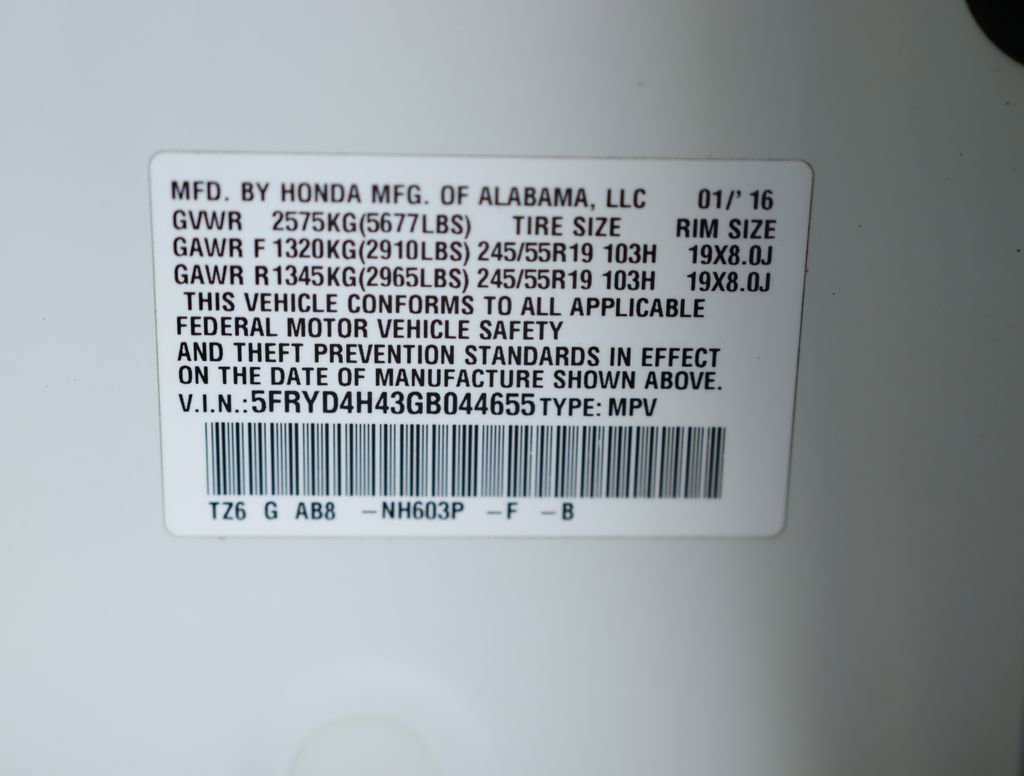 MFD. BY HONDA MFG. OF ALABAMA, LLC 01/' 16
GVWR 2575KG(5677LBS) TIRE SIZE RIM SIZE
GAWR F 1320KG(2910LBS) 245/55R19 103H 19X8.0J
GAWR R1345KG(2965LBS) 245/55R19 103H 19X8.0J
THIS VEHICLE CONFORMS TO ALL APPLICABLE
FEDERAL MOTOR VEHICLE SAFETY
AND THEFT PREVENTION STANDARDS IN EFFECT
ON THE DATE OF MANUFACTURE SHOWN ABOVE.
V.I.N.:5FRYD4H43GB044655 TYPE: MPV
TZ6 G AB8 -NH603P -F -B